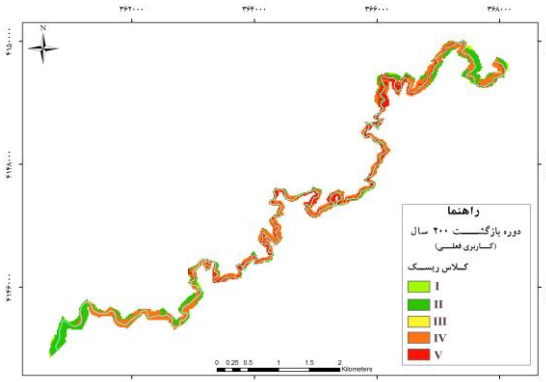 ۳۶۲۰۰۰ ۳۶۴۰۰۰ ۳۶۶۰۰۰ ۳۶۸۰۰۰
N
۴۱۵۰۰۰۰
۴۱۴۸۰۰۰
۴۱۴۶۰۰۰
راهنما
دوره بازگشت ۲۰۰ سال
(کاربری فعلی)
کلاس ریسک
I
II
III
IV
V
0 0.25 0.5 1 1.5 2
Kilometers